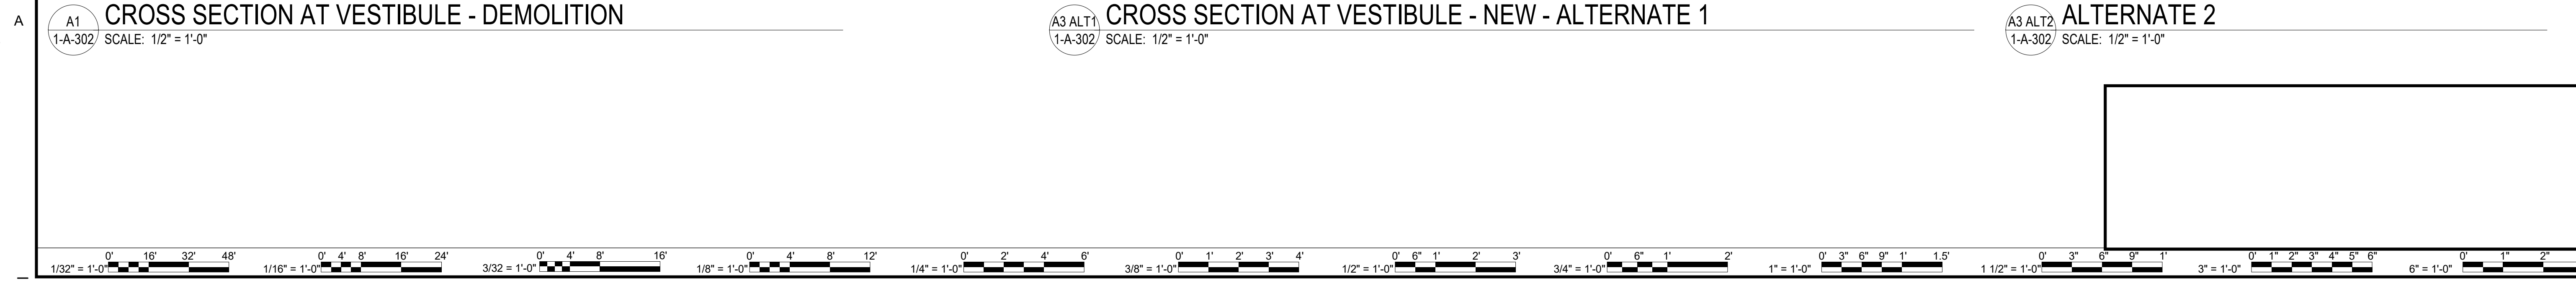 A
A1
1-A-302
CROSS SECTION AT VESTIBULE - DEMOLITION
SCALE: 1/2" = 1'-0"
A3 ALT1
1-A-302
CROSS SECTION AT VESTIBULE - NEW - ALTERNATE 1
SCALE: 1/2" = 1'-0"
A3 ALT2
1-A-302
ALTERNATE 2
SCALE: 1/2" = 1'-0"
0' 16' 32' 48'
1/32" = 1'-0"
0' 4' 8' 16' 24'
1/16" = 1'-0"
0' 4' 8' 16'
3/32 = 1'-0"
0' 4' 8' 12'
1/8" = 1'-0"
0' 2' 4' 6'
1/4" = 1'-0"
0' 1' 2' 3' 4'
3/8" = 1'-0"
0' 6" 1' 2' 3'
1/2" = 1'-0"
0' 6" 1' 2'
3/4" = 1'-0"
0' 3" 6" 9" 1' 1.5'
1" = 1'-0"
0' 3" 6" 9" 1'
1 1/2" = 1'-0"
0' 1" 2" 3" 4" 5" 6"
3" = 1'-0"
0' 1" 2"
6" = 1'-0"